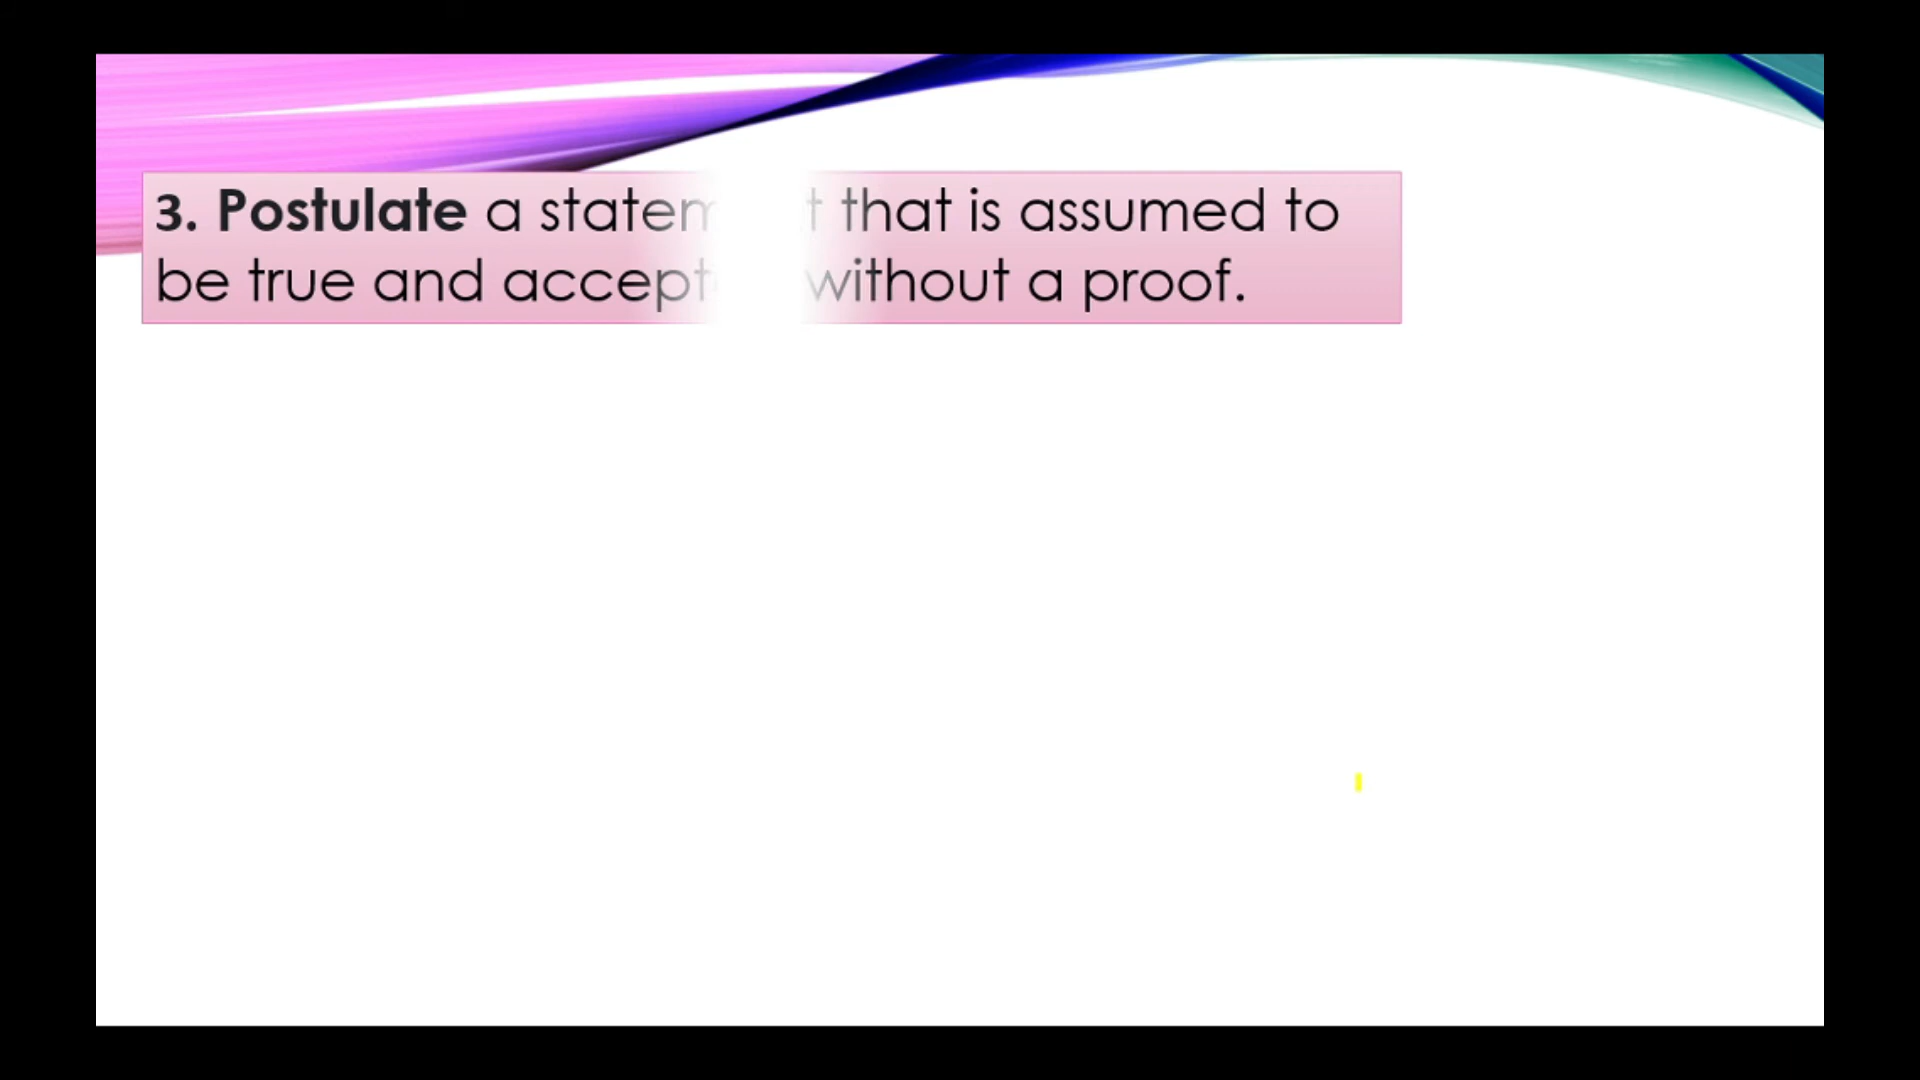 3. Postulate a statement that is assumed to
be true and accepted without a proof.